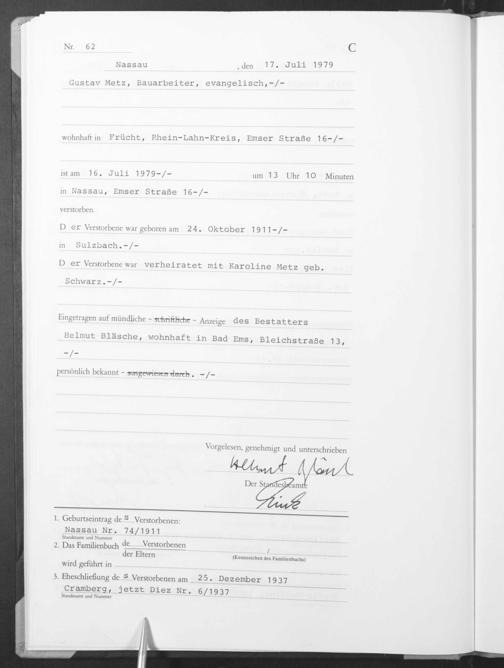 Nr. 62
C
Nassau , den 17. Juli 1979
Gustav Metz, Bauarbeiter, evangelisch,-/-
wohnhaft in Frücht, Rhein-Lahn-Kreis, Emser Straße 16-/-
ist am 16. Juli 1979-/- um 13 Uhr 10 Minuten
in Nassau, Emser Straße 16-/-
verstorben.
D er Verstorbene war geboren am 24. Oktober 1911-/-
in Sulzbach.-/-
D er Verstorbene war verheiratet mit Karoline Metz geb.
Schwarz.-/-
Eingetragen auf mündliche - schriftliche - Anzeige des Bestatters
Helmut Bläsche, wohnhaft in Bad Ems, Bleichstraße 13,
-/-
persönlich bekannt - ausgewiesen durch. -/-
Vorgelesen, genehmigt und unterschrieben
Helmut
Der Standesbeamte
1. Geburtseintrag de s Verstorbenen:
Nassau Nr. 74/1911
Standesamt und Nummer
2. Das Familienbuch de Verstorbenen
der Eltern
/
(Kennzeichen des Familienbuchs)
wird geführt in
3. Eheschließung de s Verstorbenen am 25. Dezember 1937
Cramberg, jetzt Diez Nr. 6/1937
Standesamt und Nummer